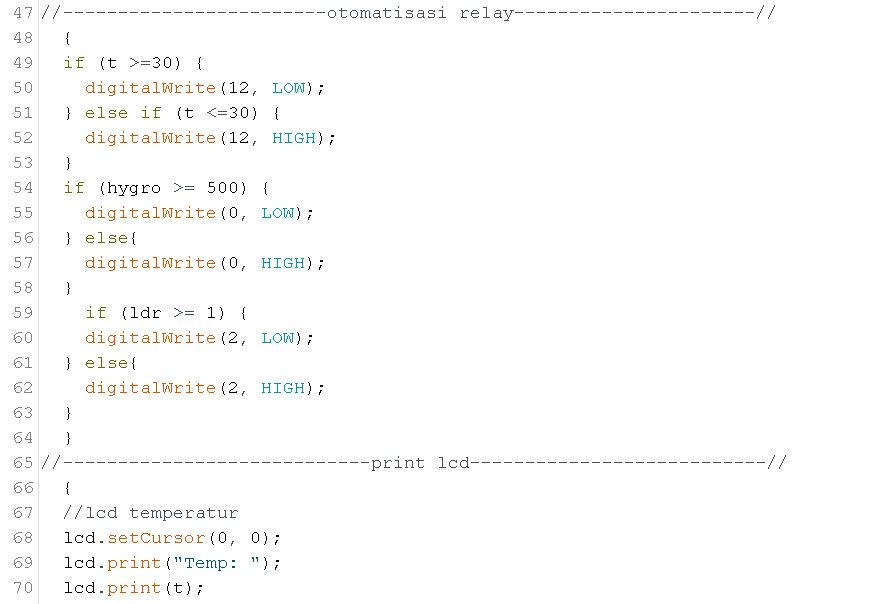 47 //------------------------otomatisasi relay----------------------//
48   {
49   if (t >=30) {
50     digitalWrite(12, LOW);
51   } else if (t <=30) {
52     digitalWrite(12, HIGH);
53   }
54   if (hygro >= 500) {
55     digitalWrite(0, LOW);
56   } else{
57     digitalWrite(0, HIGH);
58   }
59     if (ldr >= 1) {
60     digitalWrite(2, LOW);
61   } else{
62     digitalWrite(2, HIGH);
63   }
64   }
65 //----------------------------print lcd---------------------------//
66   {
67   //lcd temperatur
68   lcd.setCursor(0, 0);
69   lcd.print("Temp: ");
70   lcd.print(t);